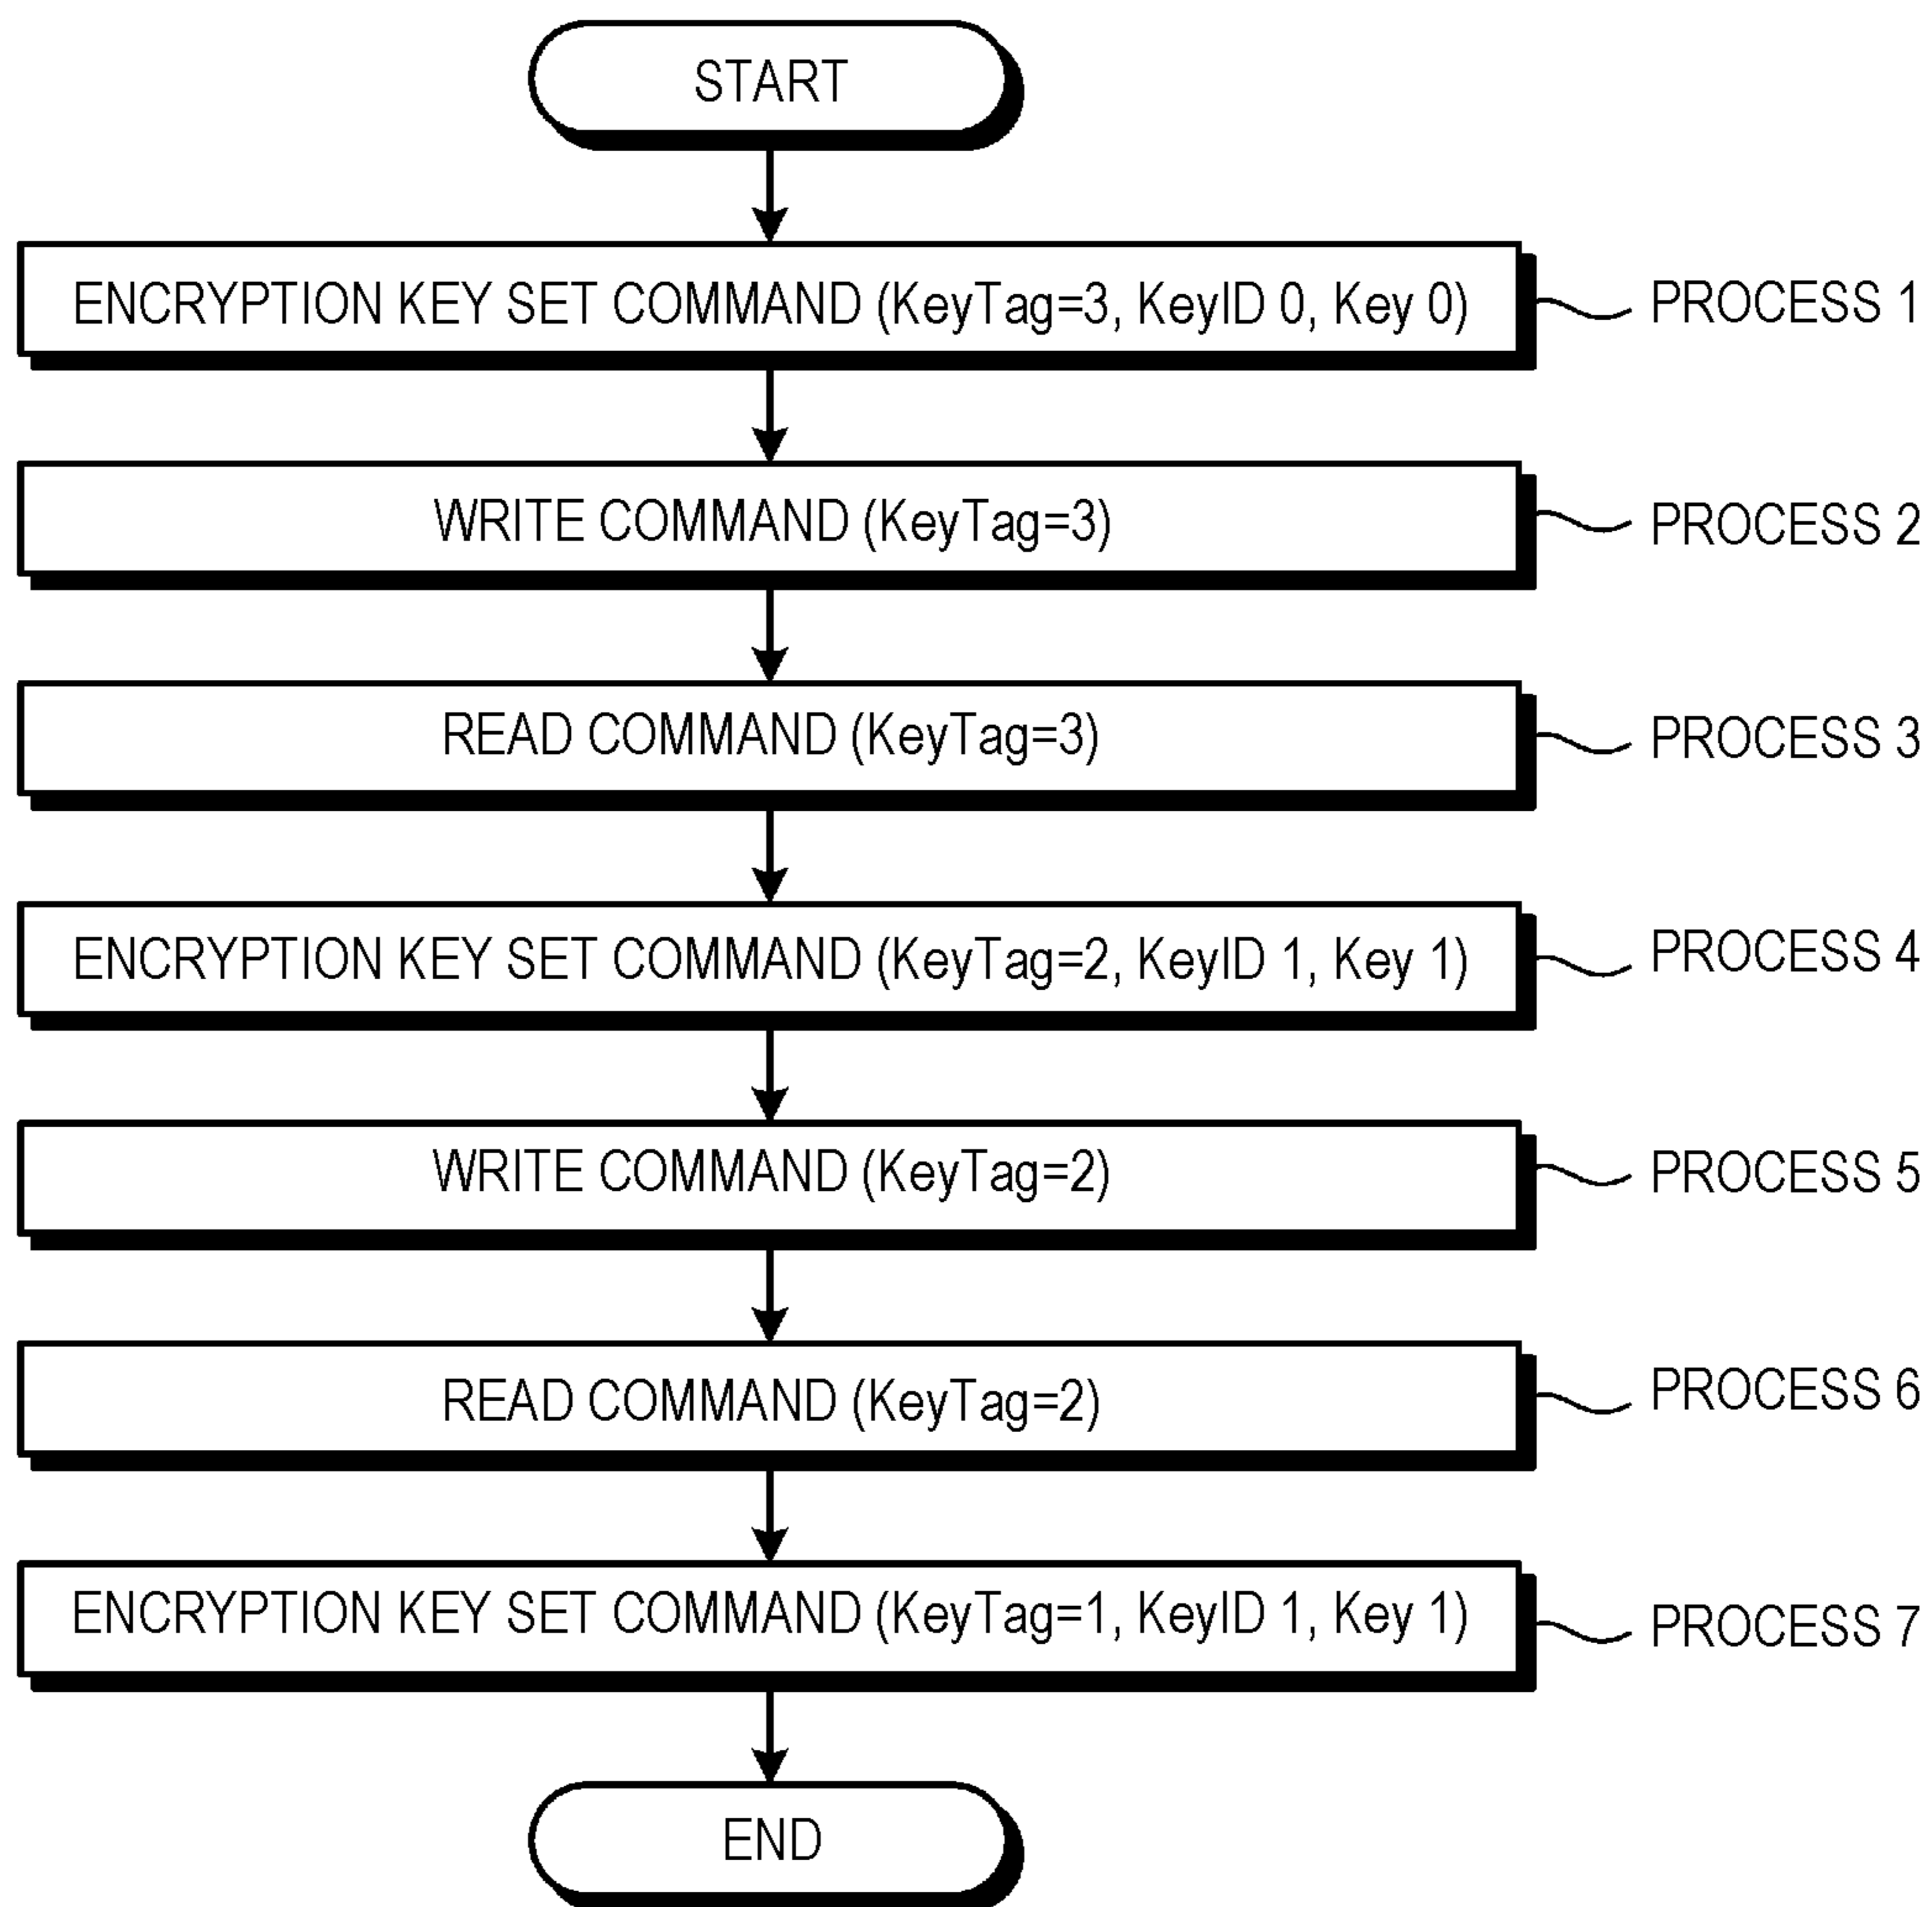 START
ENCRYPTION KEY SET COMMAND (KeyTag=3, KeyID 0, Key 0) PROCESS 1
WRITE COMMAND (KeyTag=3) PROCESS 2
READ COMMAND (KeyTag=3) PROCESS 3
ENCRYPTION KEY SET COMMAND (KeyTag=2, KeyID 1, Key 1) PROCESS 4
WRITE COMMAND (KeyTag=2) PROCESS 5
READ COMMAND (KeyTag=2) PROCESS 6
ENCRYPTION KEY SET COMMAND (KeyTag=1, KeyID 1, Key 1) PROCESS 7
END